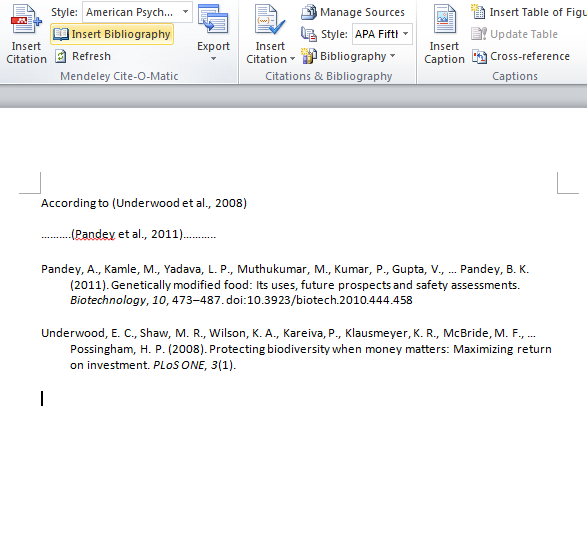 Style: American Psych...
Insert Bibliography
Insert Citation
Refresh
Export
Mendeley Cite-O-Matic
Insert Citation
Manage Sources
Style: APA Fifth
Bibliography
Citations & Bibliography
Insert Caption
Insert Table of Figu
Update Table
Cross-reference
Captions
According to (Underwood et al., 2008)
..........(Pandey et al., 2011)...........
Pandey, A., Kamle, M., Yadava, L. P., Muthukumar, M., Kumar, P., Gupta, V., … Pandey, B. K.
(2011). Genetically modified food: Its uses, future prospects and safety assessments.
Biotechnology, 10, 473–487. doi:10.3923/biotech.2010.444.458
Underwood, E. C., Shaw, M. R., Wilson, K. A., Kareiva, P., Klausmeyer, K. R., McBride, M. F., …
Possingham, H. P. (2008). Protecting biodiversity when money matters: Maximizing return
on investment. PLoS ONE, 3(1).